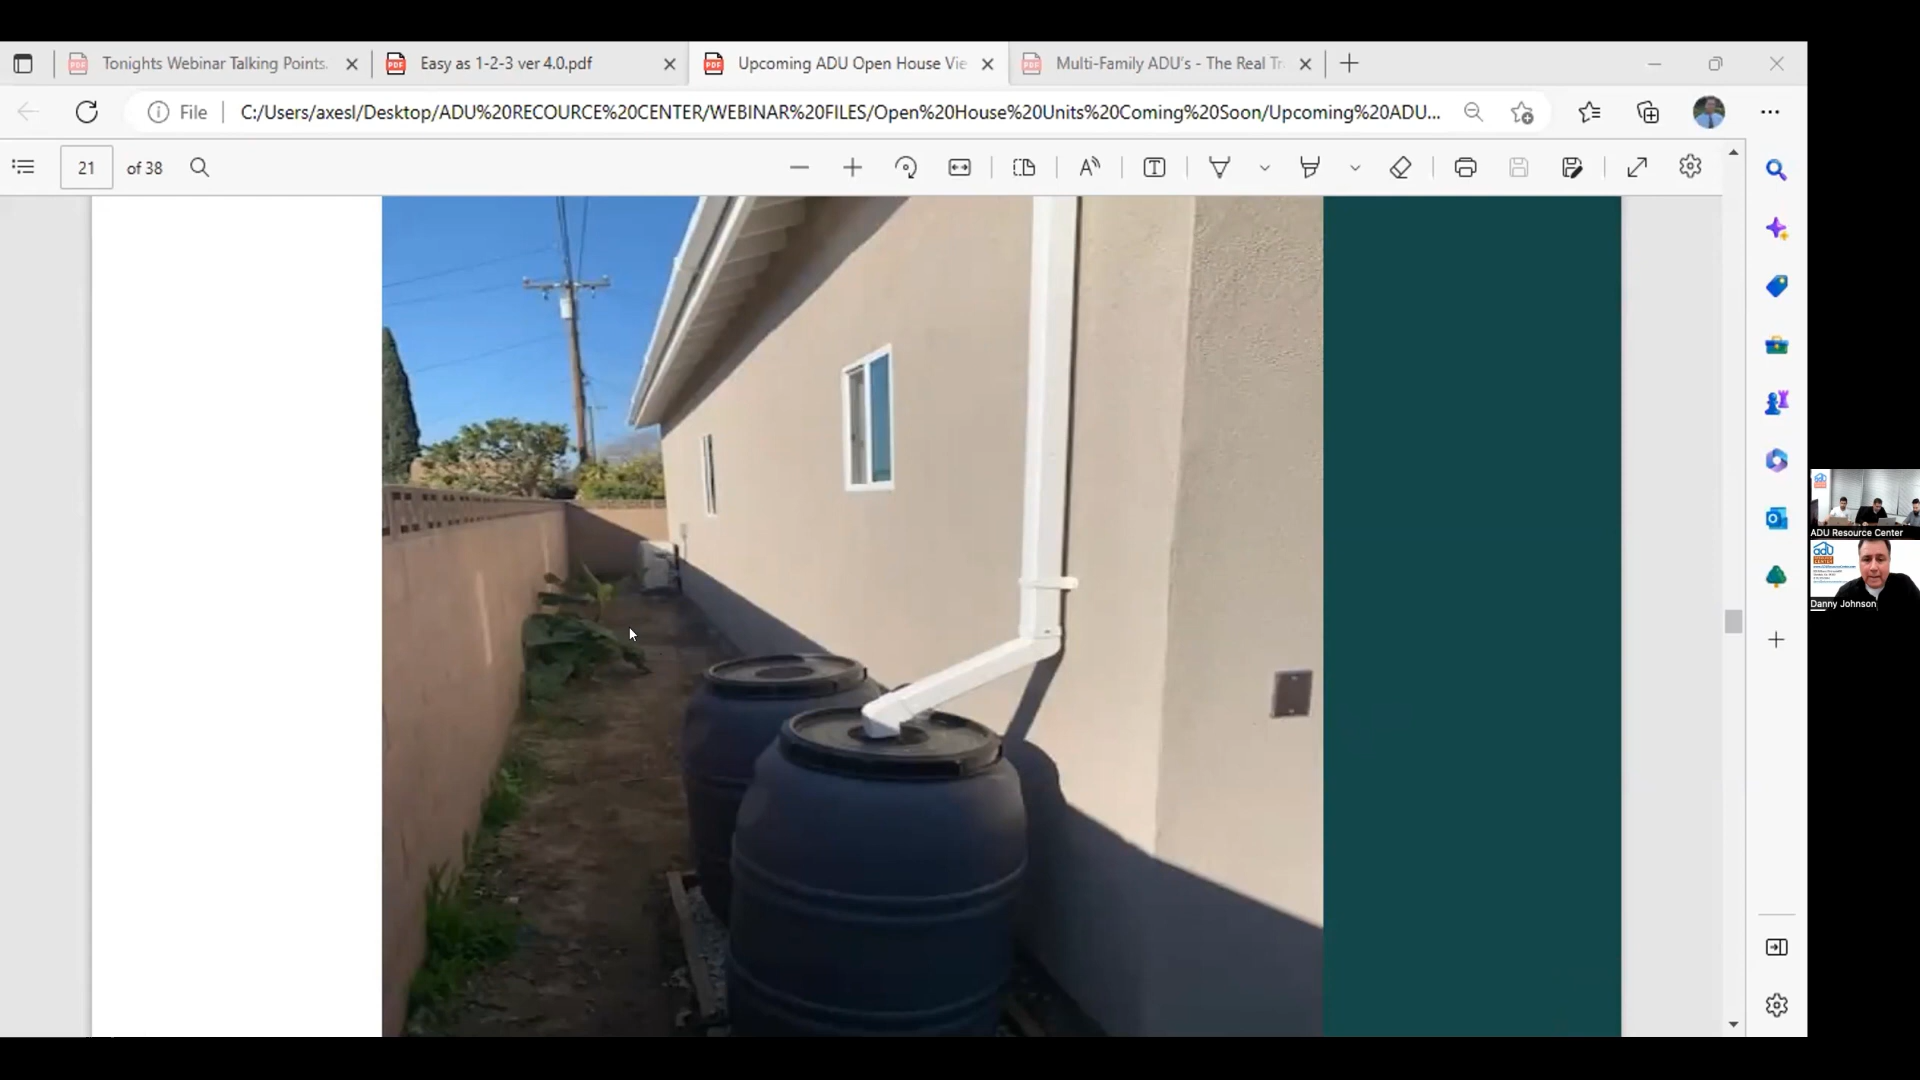 Tonights Webinar Talking Points.
Easy as 1-2-3 ver 4.0.pdf
Upcoming ADU Open House Vie
Multi-Family ADU's - The Real Tr
File
C:/Users/axesl/Desktop/ADU%20RECOURCE%20CENTER/WEBINAR%20FILES/Open%20House%20Units%20Coming%20Soon/Upcoming%20ADU...
21 of 38
ADU Resource Center
adu
Danny Johnson